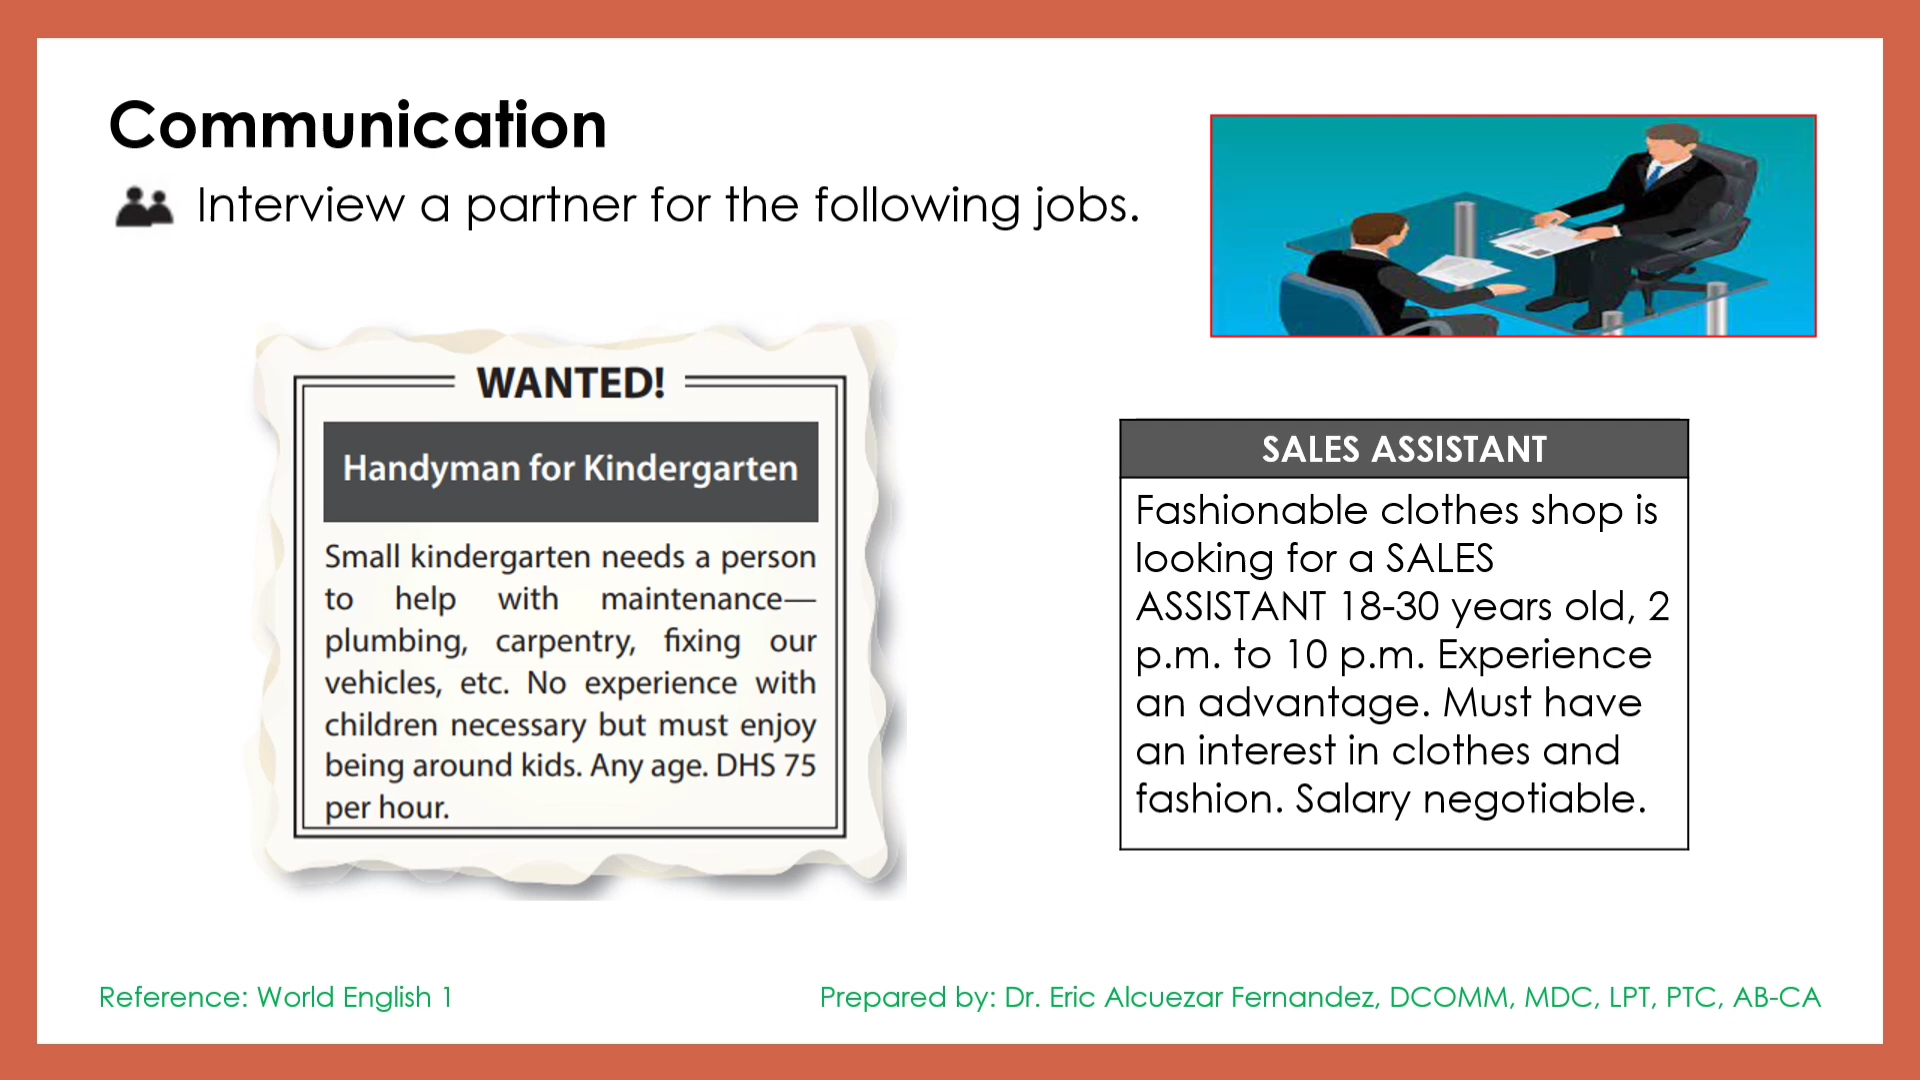 Communication
Interview a partner for the following jobs.
WANTED!
Handyman for Kindergarten
Small kindergarten needs a person
to help with maintenance—
plumbing, carpentry, fixing our
vehicles, etc. No experience with
children necessary but must enjoy
being around kids. Any age. DHS 75
per hour.
SALES ASSISTANT
Fashionable clothes shop is
looking for a SALES
ASSISTANT 18-30 years old, 2
p.m. to 10 p.m. Experience
an advantage. Must have
an interest in clothes and
fashion. Salary negotiable.
Reference: World English 1
Prepared by: Dr. Eric Alcuezar Fernandez, DCOMM, MDC, LPT, PTC, AB-CA